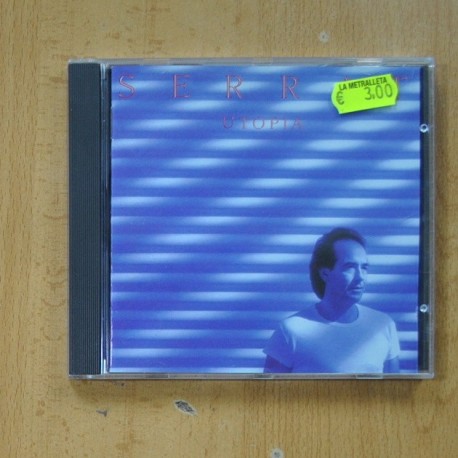 SERR T
UTOPIA
LA METRALLETA
€ 3,00